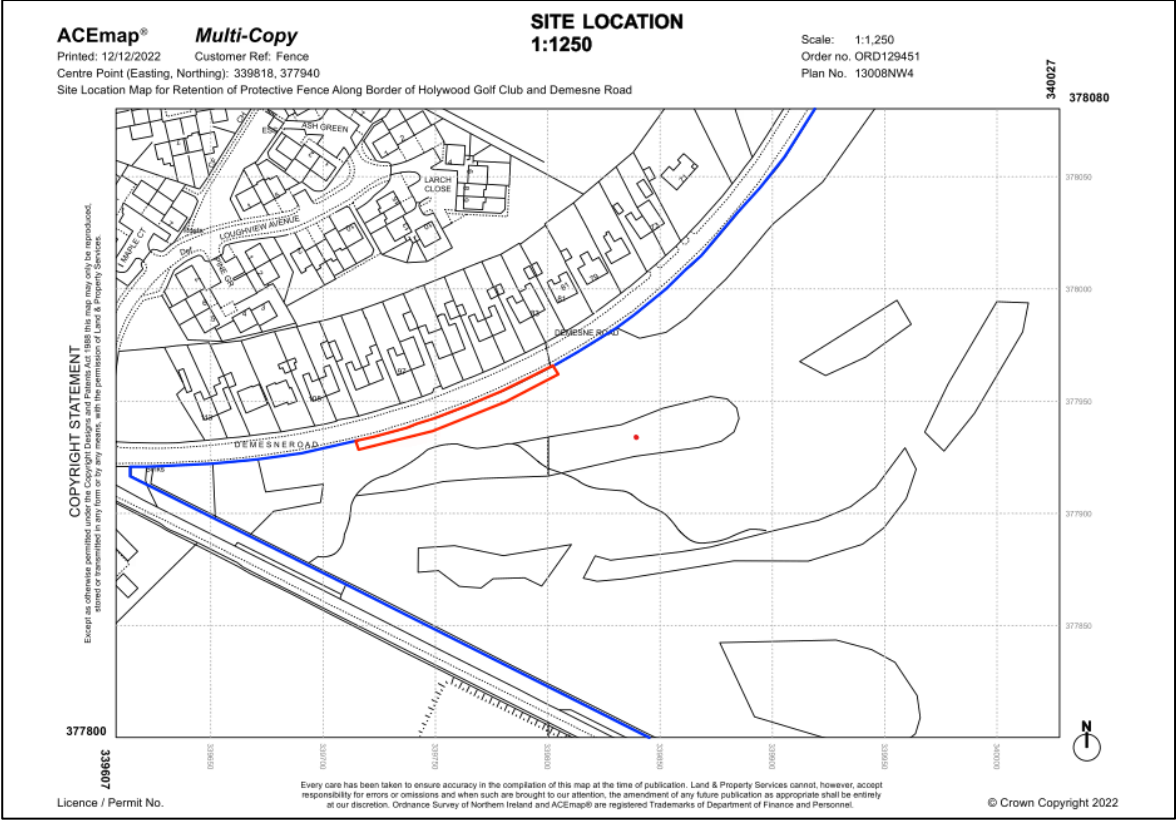 SITE LOCATION
1:1250
ACEmap® Multi-Copy
Printed: 12/12/2022 Customer Ref: Fence
Centre Point (Easting, Northing): 339818, 377940
Site Location Map for Retention of Protective Fence Along Border of Holywood Golf Club and Demesne Road
Scale: 1:1,250
Order no. ORD129451
Plan No. 13008NW4
340027
378080
ASH GREEN
ESS
LARCH
CLOSE
LOUGHVIEW AVENUE
MAPLE CT
PINE GR
DEMESNE ROAD
DEMESNE ROAD
378050
378000
377950
377900
377850
COPYRIGHT STATEMENT
Except as otherwise permitted under the Copyright Designs and Patents Act 1988 this map may only be reproduced,
stored or transmitted in any form or by any means, with the permission of Land & Property Services.
377800
339607
339700
339750
N
Every care has been taken to ensure accuracy in the compilation of this map at the time of publication. Land & Property Services cannot, however, accept
responsibility for errors or omissions and when such are brought to our attention, the amendment of any future publication as appropriate shall be entirely
at our discretion. Ordnance Survey of Northern Ireland and ACEmap® are registered Trademarks of Department of Finance and Personnel.
Licence / Permit No.
© Crown Copyright 2022